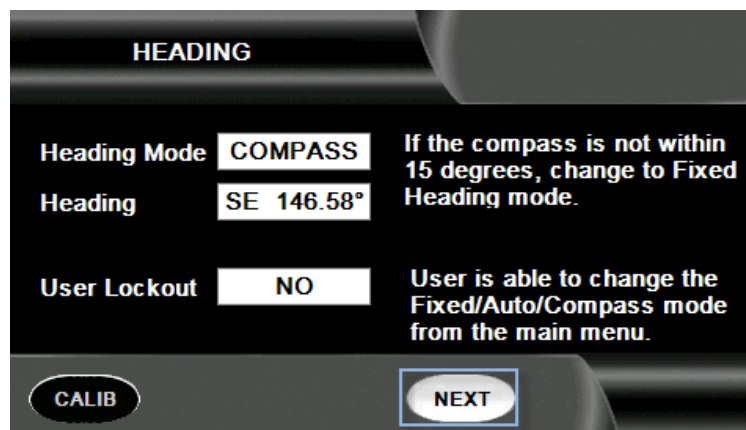 HEADING
Heading Mode COMPASS
If the compass is not within
15 degrees, change to Fixed
Heading mode.
Heading SE 146.58°
User Lockout NO
User is able to change the
Fixed/Auto/Compass mode
from the main menu.
CALIB
NEXT